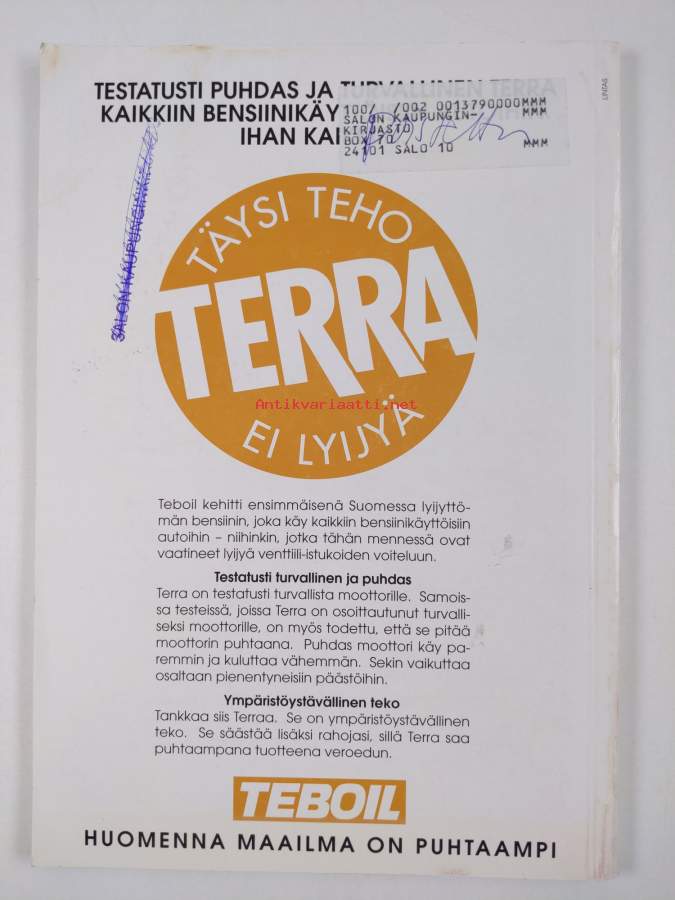 LINTAS
TESTATUSTI PUHDAS JA TURVALLINEN TERRA
KAIKKIIN BENSIINIKÄY
IHAN KAI
100/ /002 0013790000MMM
SALON KAUPUNGIN- MMM
KIRJASTO
BOX 70
24101 SALO 10 MMM
SALON KAUPUNGIN
TÄYSI TEHO
TERRA
EI LYIJYÄ
Antikvariaatti.net
Teboil kehitti ensimmäisenä Suomessa lyijyttö-
män bensiinin, joka käy kaikkiin bensiinikäyttöisiin
autoihin – niihinkin, jotka tähän mennessä ovat
vaatineet lyijyä venttiili-istukoiden voiteluun.
Testatusti turvallinen ja puhdas
Terra on testatusti turvallista moottorille. Samois-
sa testeissä, joissa Terra on osoittautunut turvalli-
seksi moottorille, on myös todettu, että se pitää
moottorin puhtaana. Puhdas moottori käy pa-
remmin ja kuluttaa vähemmän. Sekin vaikuttaa
osaltaan pienentyneisiin päästöihin.
Ympäristöystävällinen teko
Tankkaa siis Terraa. Se on ympäristöystävällinen
teko. Se säästää lisäksi rahojasi, sillä Terra saa
puhtaampana tuotteena veroedun.
TEBOIL
HUOMENNA MAAILMA ON PUHTAAMPI